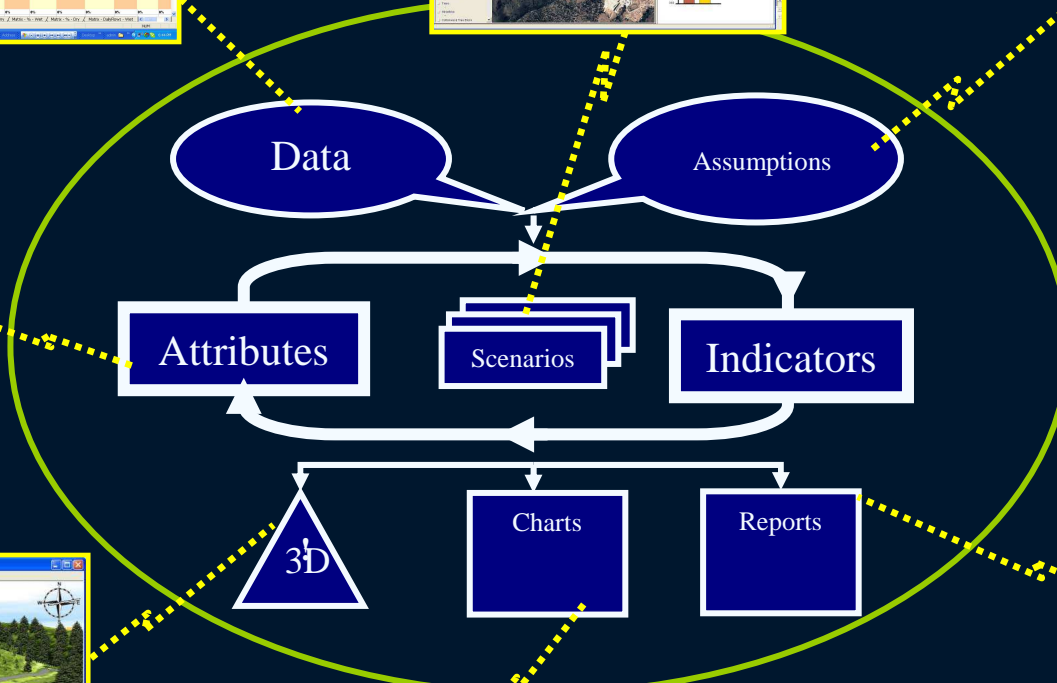 Data
Assumptions
Attributes
Scenarios
Indicators
3D
Charts
Reports